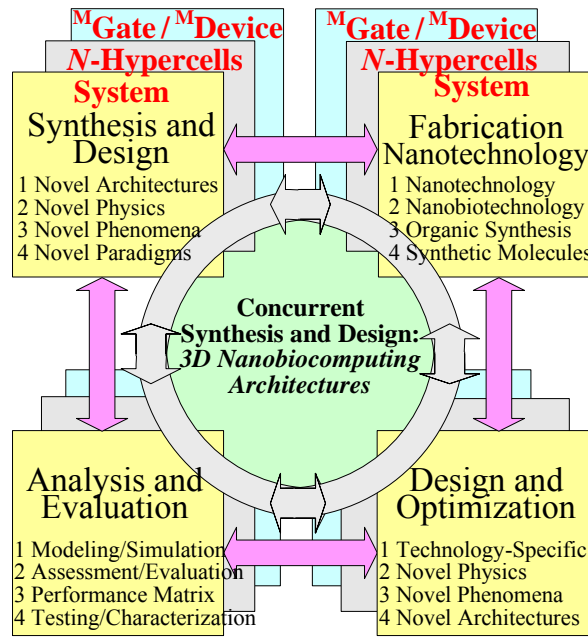 MGate / MDevice
N-Hypercells
System
Synthesis and
Design
1 Novel Architectures
2 Novel Physics
3 Novel Phenomena
4 Novel Paradigms
MGate / MDevice
N-Hypercells
System
Fabrication
Nanotechnology
1 Nanotechnology
2 Nanobiotechnology
3 Organic Synthesis
4 Synthetic Molecules
Concurrent
Synthesis and Design:
3D Nanobiocomputing
Architectures
Analysis and
Evaluation
1 Modeling/Simulation
2 Assessment/Evaluation
3 Performance Matrix
4 Testing/Characterization
Design and
Optimization
1 Technology-Specific
2 Novel Physics
3 Novel Phenomena
4 Novel Architectures